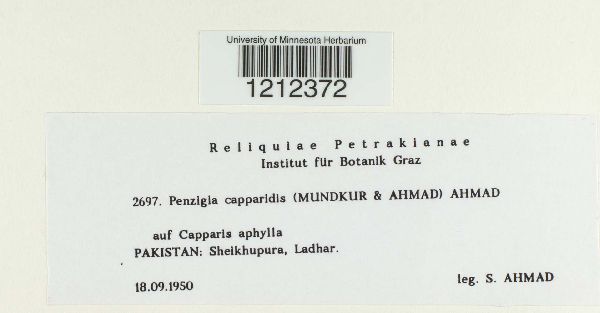 University of Minnesota Herbarium
1212372
Reliquiae Petrakianae
Institut für Botanik Graz
2697. Penzigia capparidis (MUNDKUR & AHMAD) AHMAD
auf Capparis aphylla
PAKISTAN: Sheikhupura, Ladhar.
18.09.1950 leg. S. AHMAD